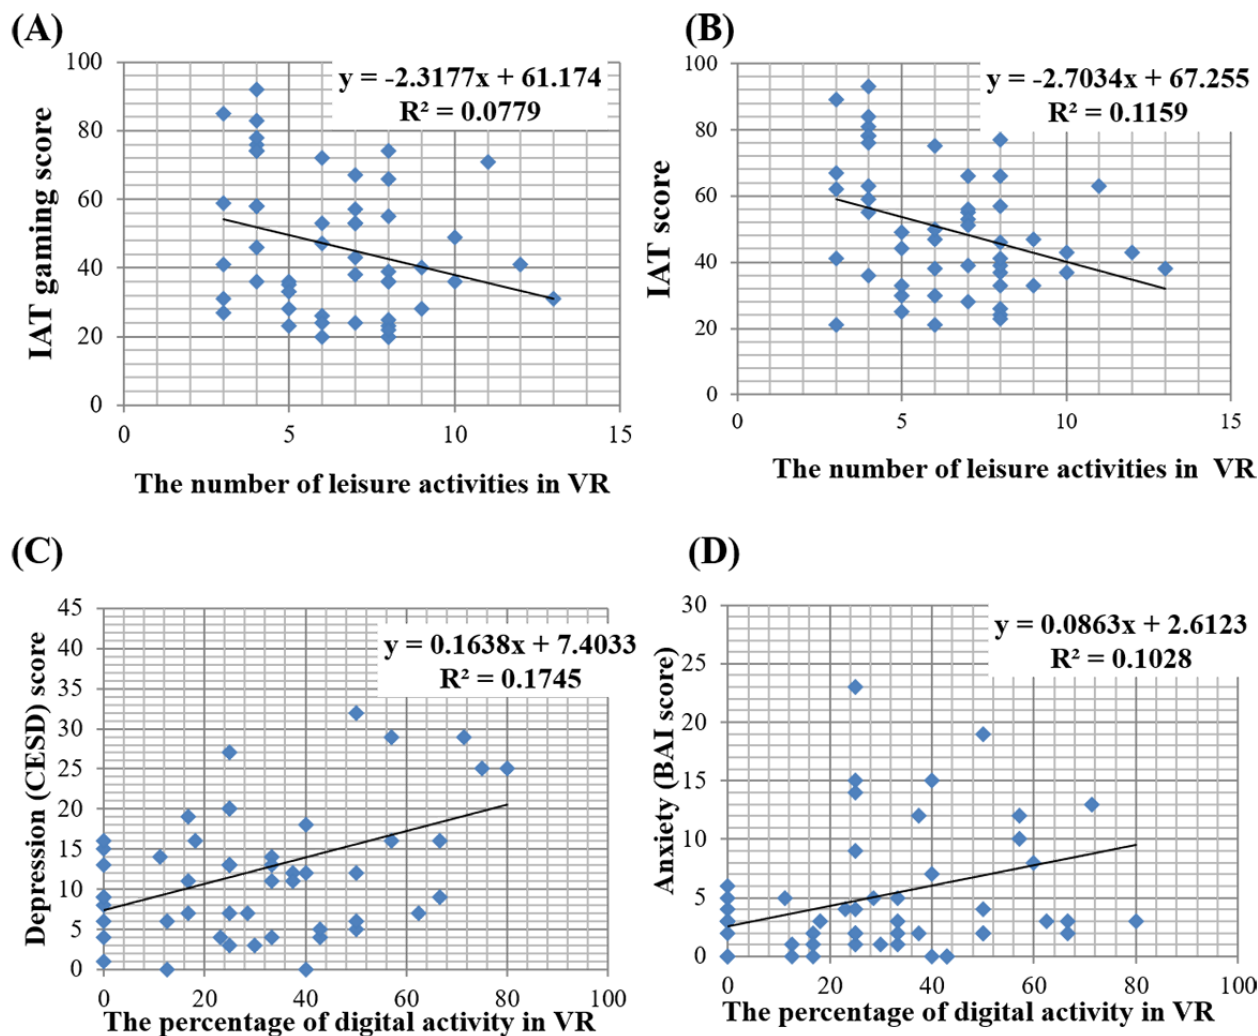 (A)
y = -2.3177x + 61.174
R² = 0.0779
IAT gaming score
100
80
60
40
20
0
0 5 10 15
The number of leisure activities in VR
(B)
y = -2.7034x + 67.255
R² = 0.1159
IAT score
100
80
60
40
20
0
0 5 10 15
The number of leisure activities in VR
(C)
y = 0.1638x + 7.4033
R² = 0.1745
Depression (CESD) score
45
40
35
30
25
20
15
10
5
0
0 20 40 60 80 100
The percentage of digital activity in VR
(D)
y = 0.0863x + 2.6123
R² = 0.1028
Anxiety (BAI score)
30
25
20
15
10
5
0
0 20 40 60 80 100
The percentage of digital activity in VR